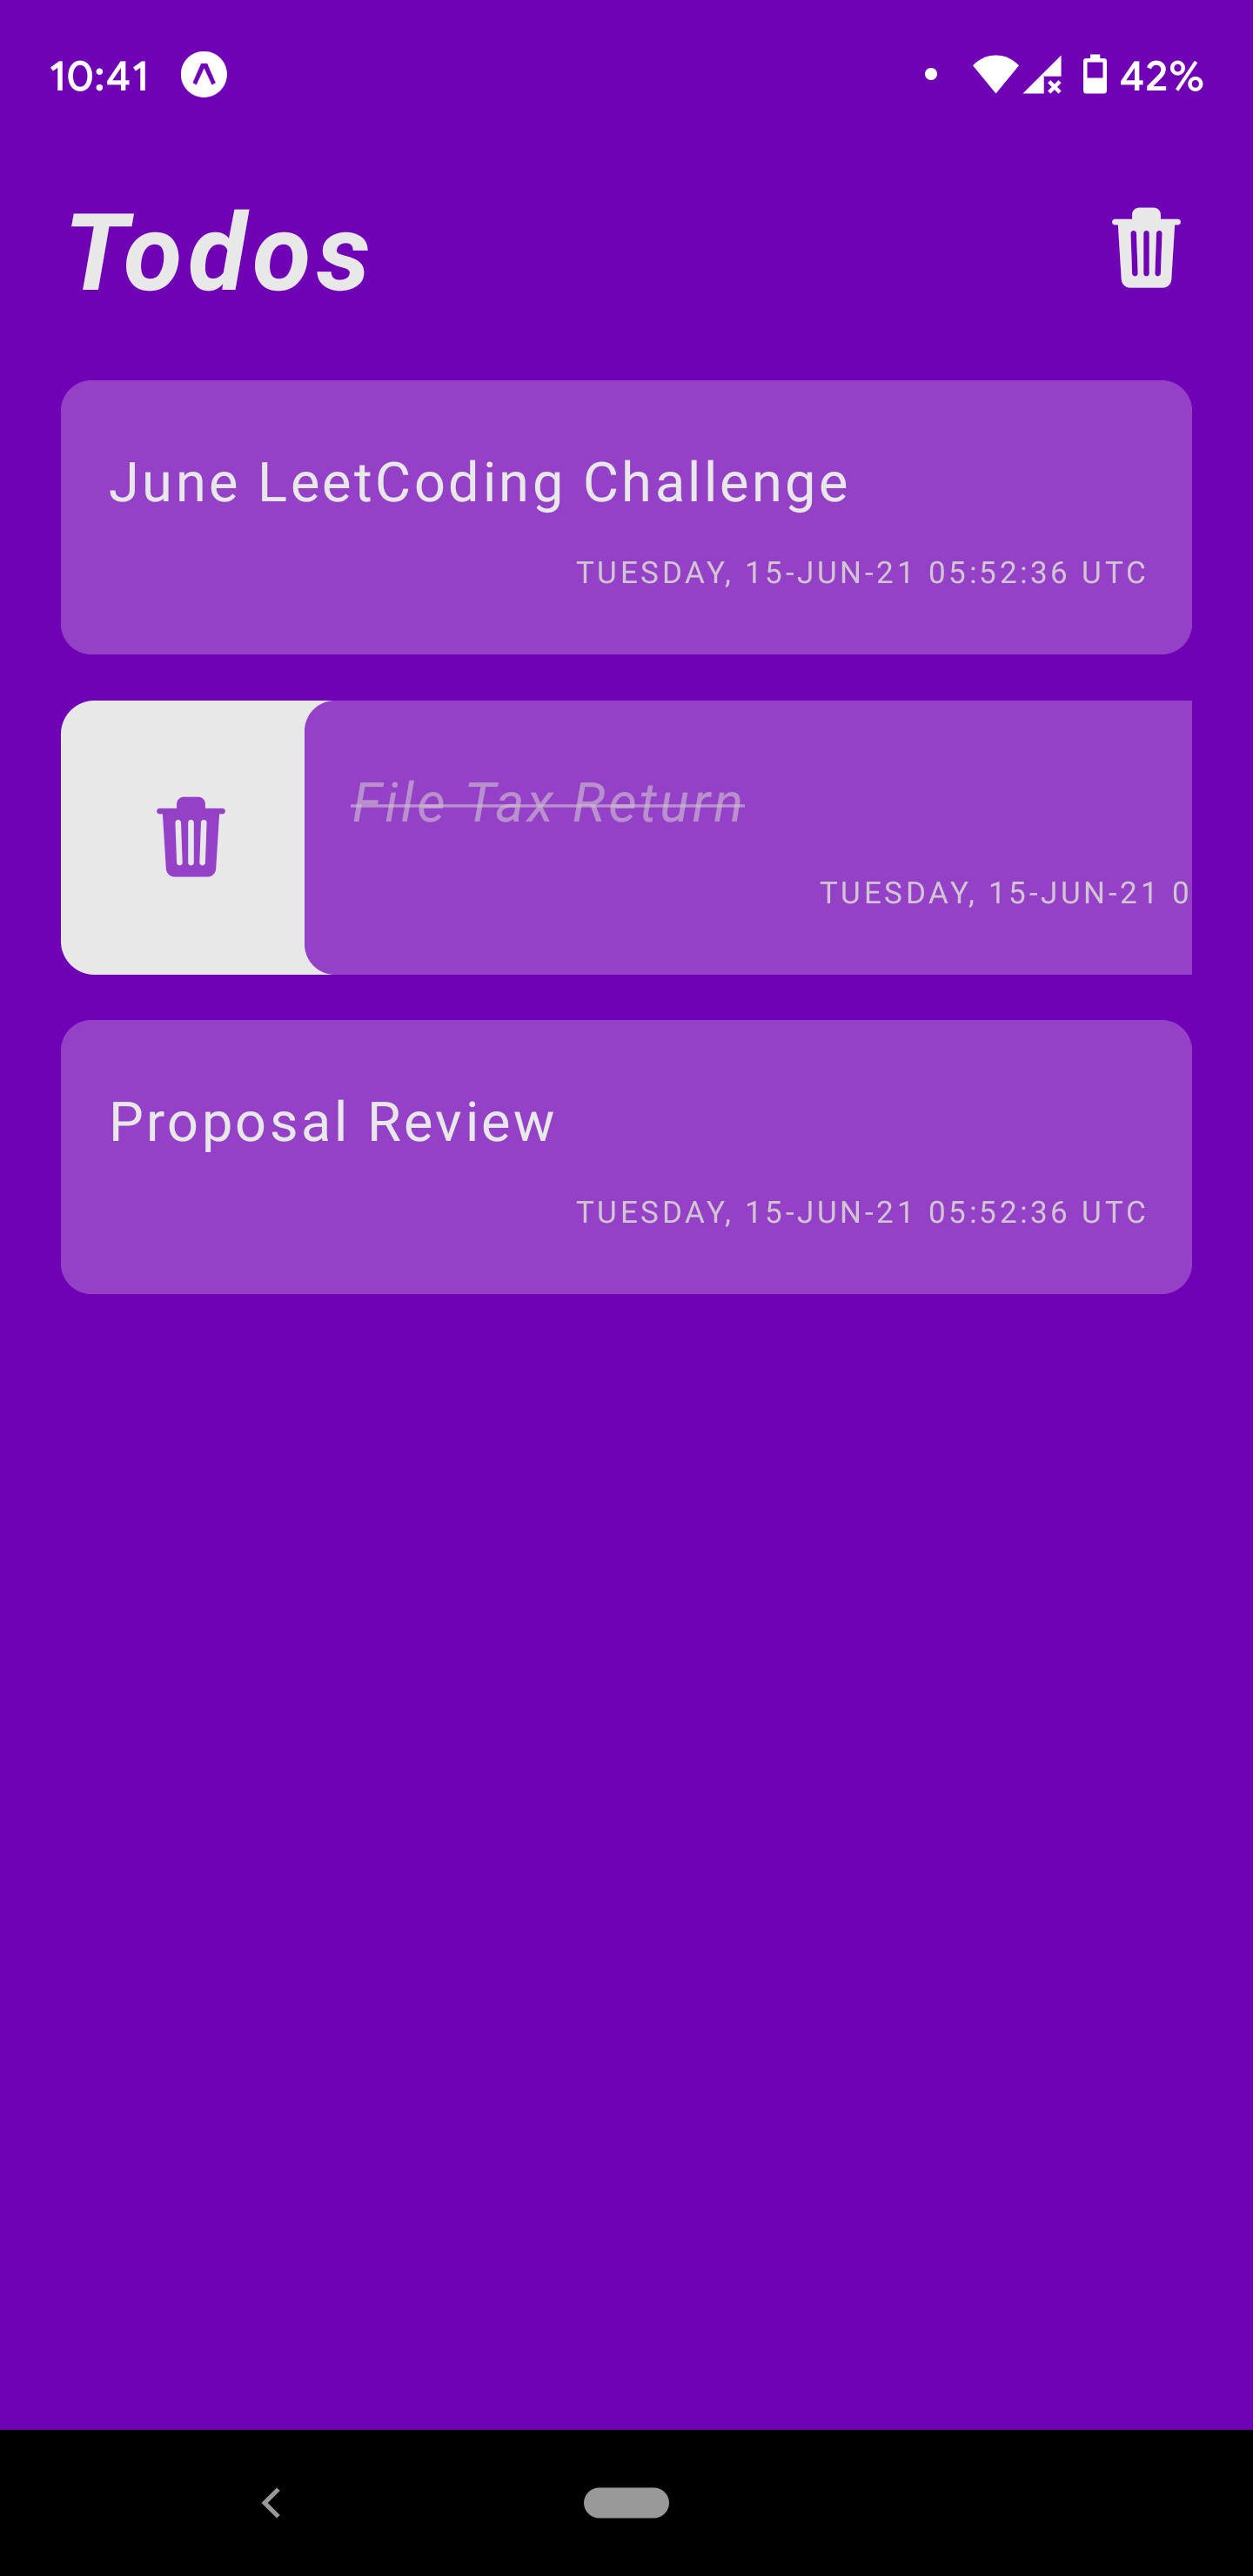 10:41 42%
Todos
June LeetCoding Challenge
TUESDAY, 15-JUN-21 05:52:36 UTC
File Tax Return
TUESDAY, 15-JUN-21 0
Proposal Review
TUESDAY, 15-JUN-21 05:52:36 UTC